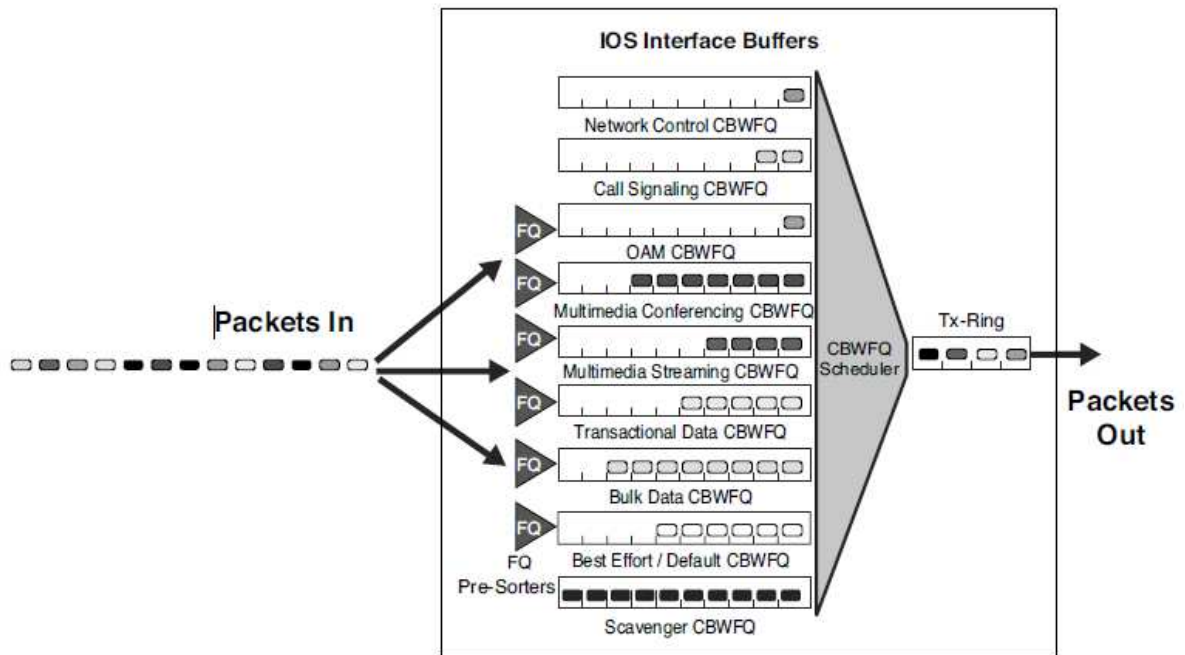 IOS Interface Buffers
Network Control CBWFQ
Call Signaling CBWFQ
FQ
OAM CBWFQ
FQ
Multimedia Conferencing CBWFQ
Packets In
FQ
Multimedia Streaming CBWFQ
FQ
Transactional Data CBWFQ
FQ
Bulk Data CBWFQ
FQ
Best Effort / Default CBWFQ
FQ
Pre-Sorters
Scavenger CBWFQ
CBWFQ
Scheduler
Tx-Ring
Packets
Out